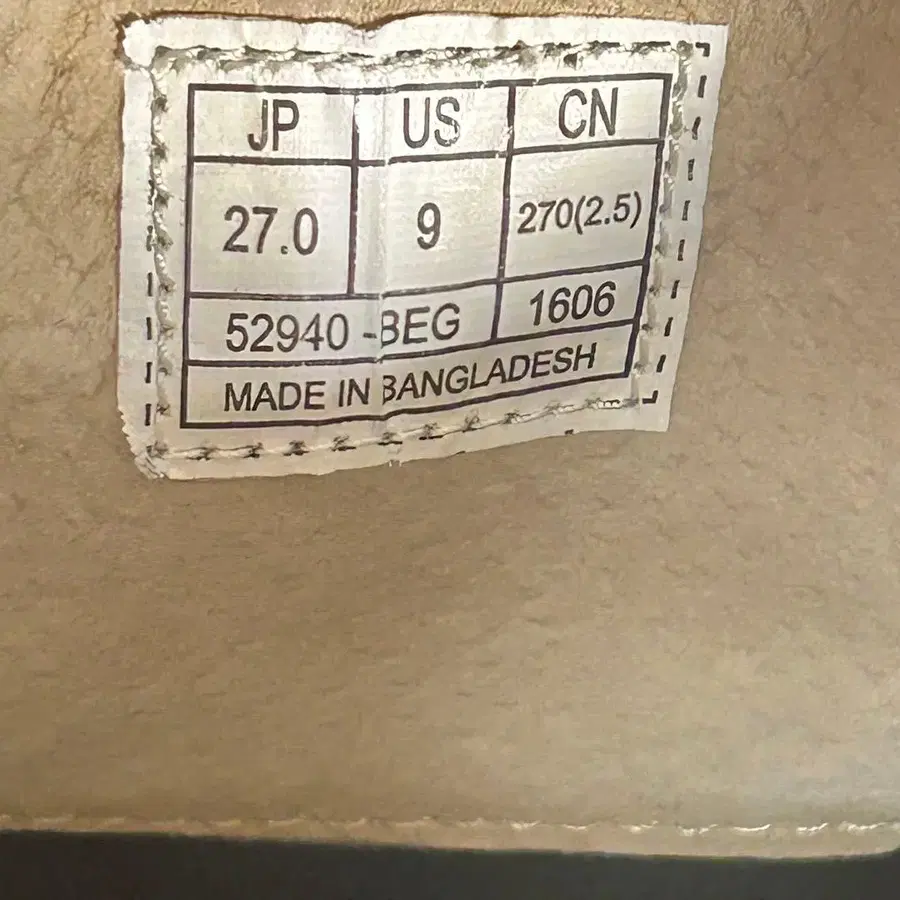 JP US CN
27.0 9 270(2.5)
52940 -BEG 1606
MADE IN BANGLADESH